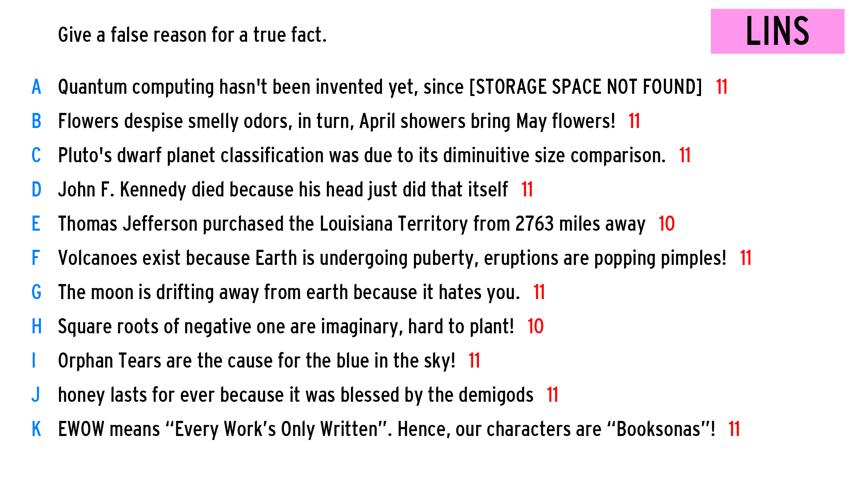 Give a false reason for a true fact.
LINS
A Quantum computing hasn't been invented yet, since [STORAGE SPACE NOT FOUND] 11
B Flowers despise smelly odors, in turn, April showers bring May flowers! 11
C Pluto's dwarf planet classification was due to its diminuitive size comparison. 11
D John F. Kennedy died because his head just did that itself 11
E Thomas Jefferson purchased the Louisiana Territory from 2763 miles away 10
F Volcanoes exist because Earth is undergoing puberty, eruptions are popping pimples! 11
G The moon is drifting away from earth because it hates you. 11
H Square roots of negative one are imaginary, hard to plant! 10
I Orphan Tears are the cause for the blue in the sky! 11
J honey lasts for ever because it was blessed by the demigods 11
K EWOW means “Every Work’s Only Written”. Hence, our characters are “Booksonas”! 11